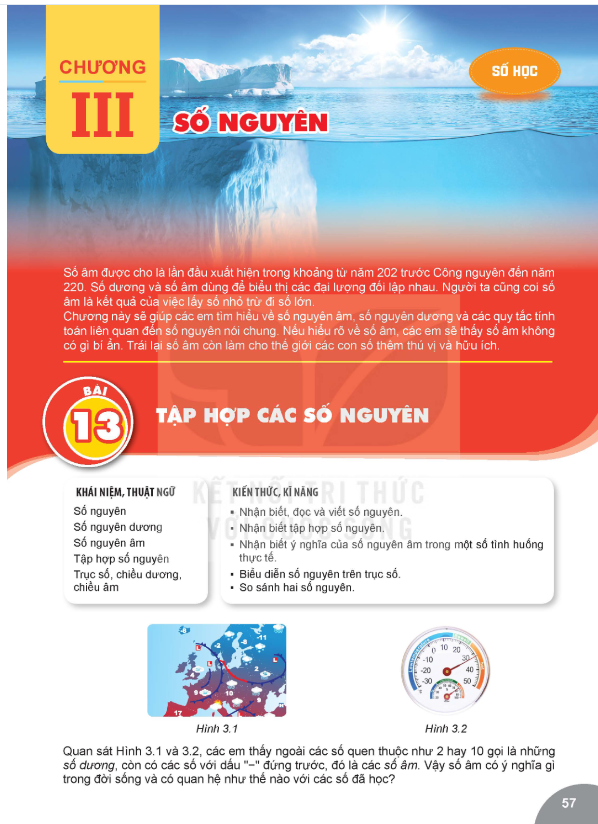 CHƯƠNG
III
SỐ HỌC
SỐ NGUYÊN
Số âm được cho là lần đầu xuất hiện trong khoảng từ năm 202 trước Công nguyên đến năm
220. Số dương và số âm dùng để biểu thị các đại lượng đối lập nhau. Người ta cũng coi số
âm là kết quả của việc lấy số nhỏ trừ đi số lớn.
Chương này sẽ giúp các em tìm hiểu về số nguyên âm, số nguyên dương và các quy tắc tính
toán liên quan đến số nguyên nói chung. Nếu hiểu rõ về số âm, các em sẽ thấy số âm không
có gì bí ẩn. Trái lại số âm còn làm cho thế giới các con số thêm thú vị và hữu ích.
BÀI
13
TẬP HỢP CÁC SỐ NGUYÊN
KẾT NỐI TRI THỨC
VỚI CUỘC SỐNG
KHÁI NIỆM, THUẬT NGỮ
Số nguyên
Số nguyên dương
Số nguyên âm
Tập hợp số nguyên
Trục số, chiều dương,
chiều âm
KIẾN THỨC, KĨ NĂNG
• Nhận biết, đọc và viết số nguyên.
• Nhận biết tập hợp số nguyên.
• Nhận biết ý nghĩa của số nguyên âm trong một số tình huống
thực tế.
• Biểu diễn số nguyên trên trục số.
• So sánh hai số nguyên.
-11
L
L
2
9
10
17
-30
-20
-10
0
10
20
30
40
50
Hình 3.1
Hình 3.2
Quan sát Hình 3.1 và 3.2, các em thấy ngoài các số quen thuộc như 2 hay 10 gọi là những
số dương, còn có các số với dấu "−" đứng trước, đó là các số âm. Vậy số âm có ý nghĩa gì
trong đời sống và có quan hệ như thế nào với các số đã học?
57